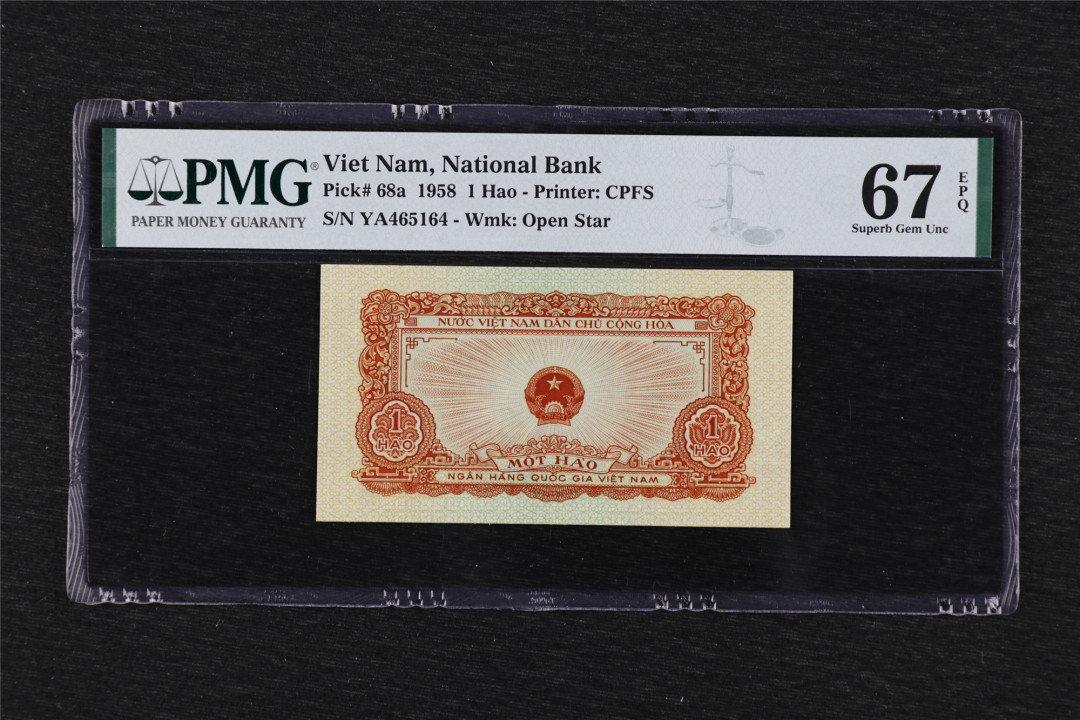 PMG®
PAPER MONEY GUARANTY
Viet Nam, National Bank
Pick# 68a 1958 1 Hao - Printer: CPFS
S/N YA465164 - Wmk: Open Star
67
EPQ
Superb Gem Unc
NƯỚC VIỆT NAM DÂN CHỦ CỘNG HÒA
1
HÀO
1
HÀO
MỘT HÀO
NGÂN HÀNG QUỐC GIA VIỆT NAM